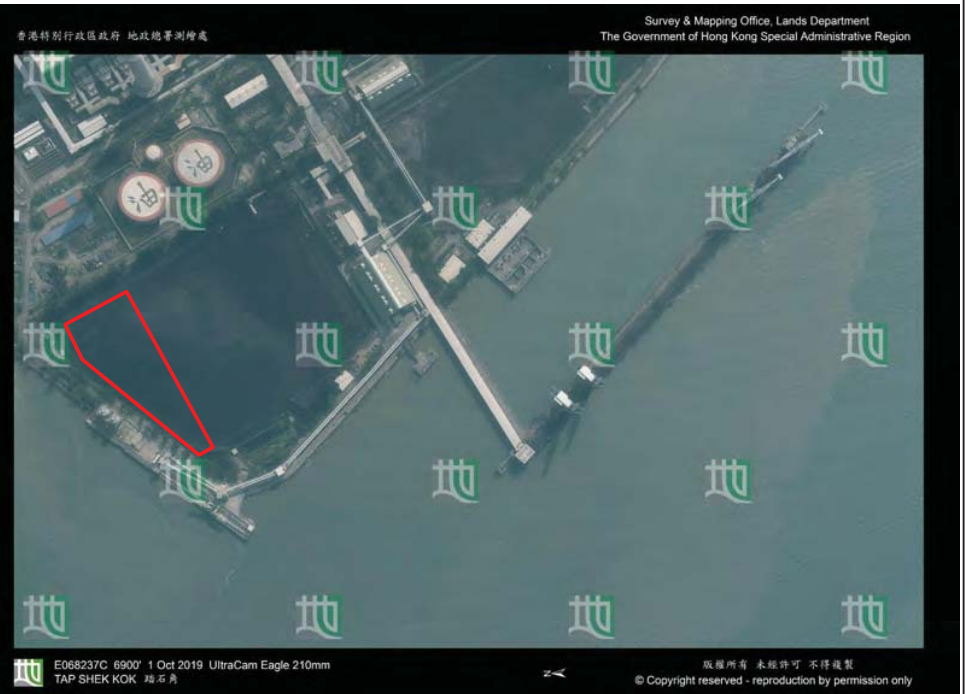 香港特別行政區政府 地政總署測繪處
Survey & Mapping Office, Lands Department
The Government of Hong Kong Special Administrative Region
油
油
E068237C 6900' 1 Oct 2019 UltraCam Eagle 210mm
TAP SHEK KOK 踏石角
N
版權所有 未經許可 不得複製
© Copyright reserved - reproduction by permission only